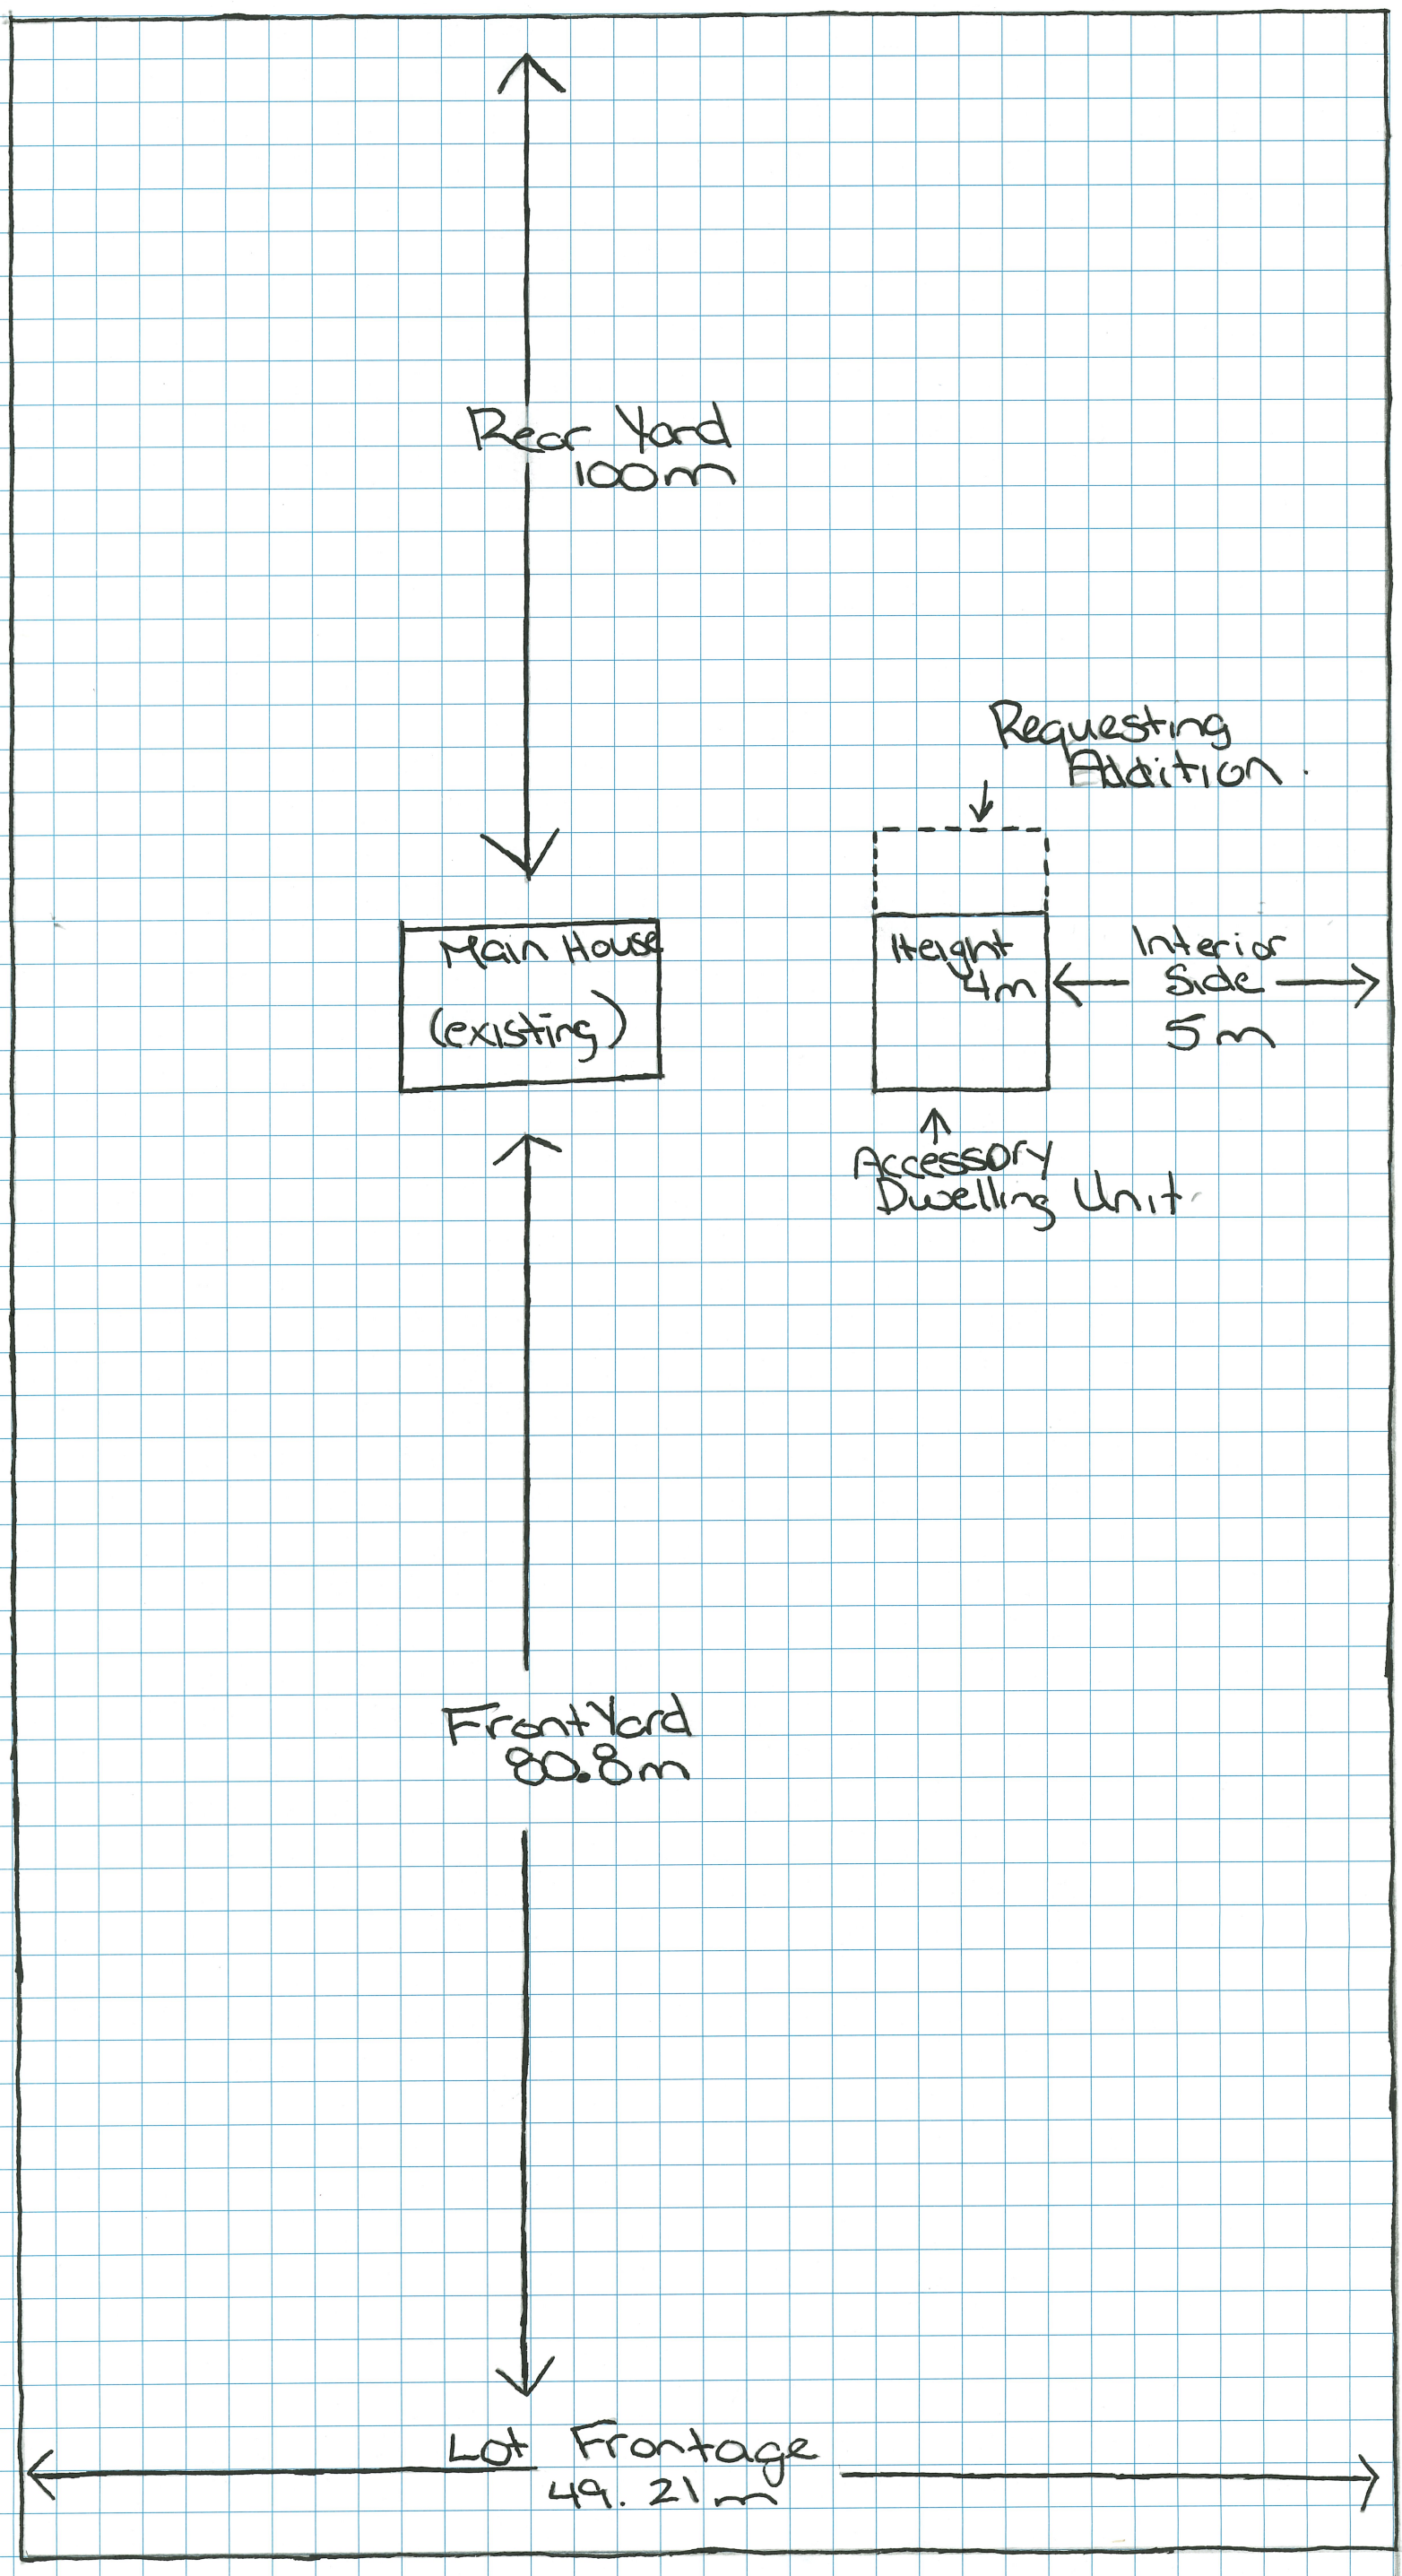 Rear Yard
100m
Requesting
Addition.
Main House
(existing)
Height
4m
Interior
Side
5m
Accessory
Dwelling Unit
Front Yard
80.8m
Lot Frontage
49.21m